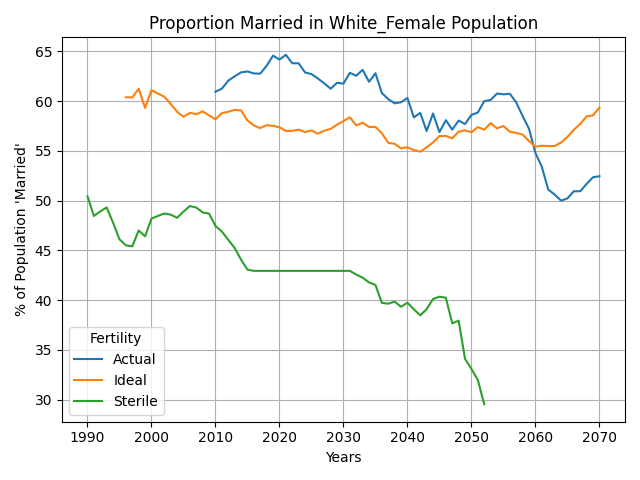 Proportion Married in White_Female Population
% of Population 'Married'
65
60
55
50
45
40
35
30
Fertility
Actual
Ideal
Sterile
1990 2000 2010 2020 2030 2040 2050 2060 2070
Years